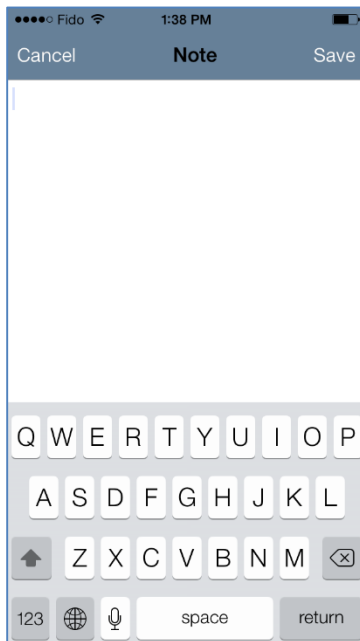 Fido 1:38 PM
Cancel Note Save
Q W E R T Y U I O P
A S D F G H J K L
Z X C V B N M
123 space return